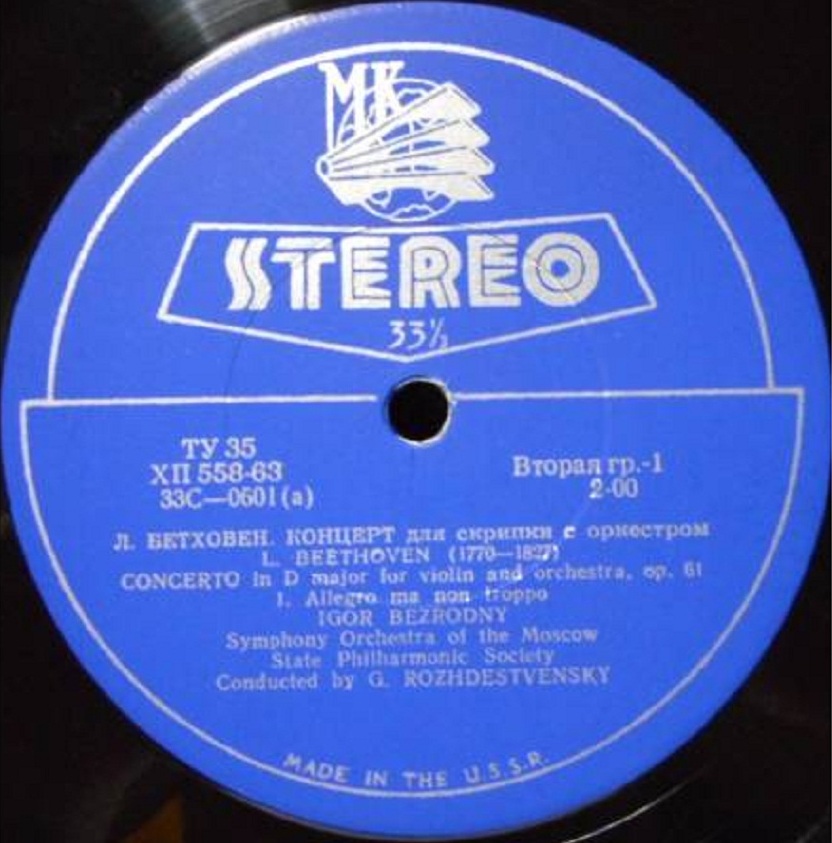 МК
STEREO
33⅓
ТУ 35
ХП 558-63
33С—0601(а)
Вторая гр.-1
2-00
Л. БЕТХОВЕН. КОНЦЕРТ для скрипки с оркестром
L. BEETHOVEN (1770—1827)
CONCERTO in D major for violin and orchestra, op. 61
1. Allegro ma non troppo
IGOR BEZRODNY
Symphony Orchestra of the Moscow
State Philharmonic Society
Conducted by G. ROZHDESTVENSKY
MADE IN THE U.S.S.R.